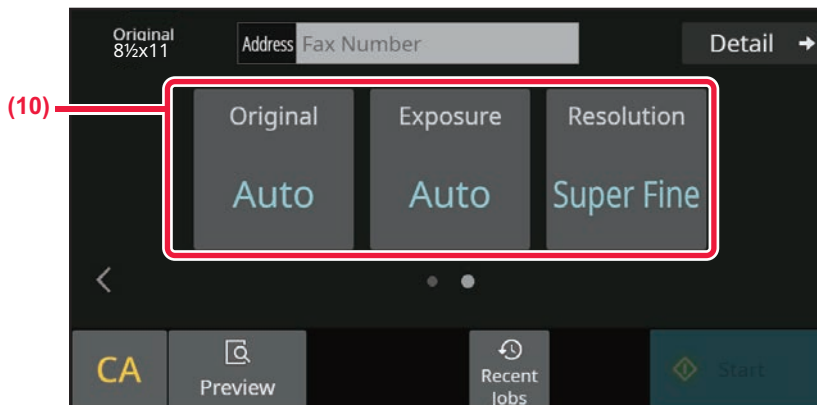 Original
8½x11
Address Fax Number
Detail
(10)
Original
Exposure
Resolution
Auto
Auto
Super Fine
CA
Preview
Recent
Jobs
Start